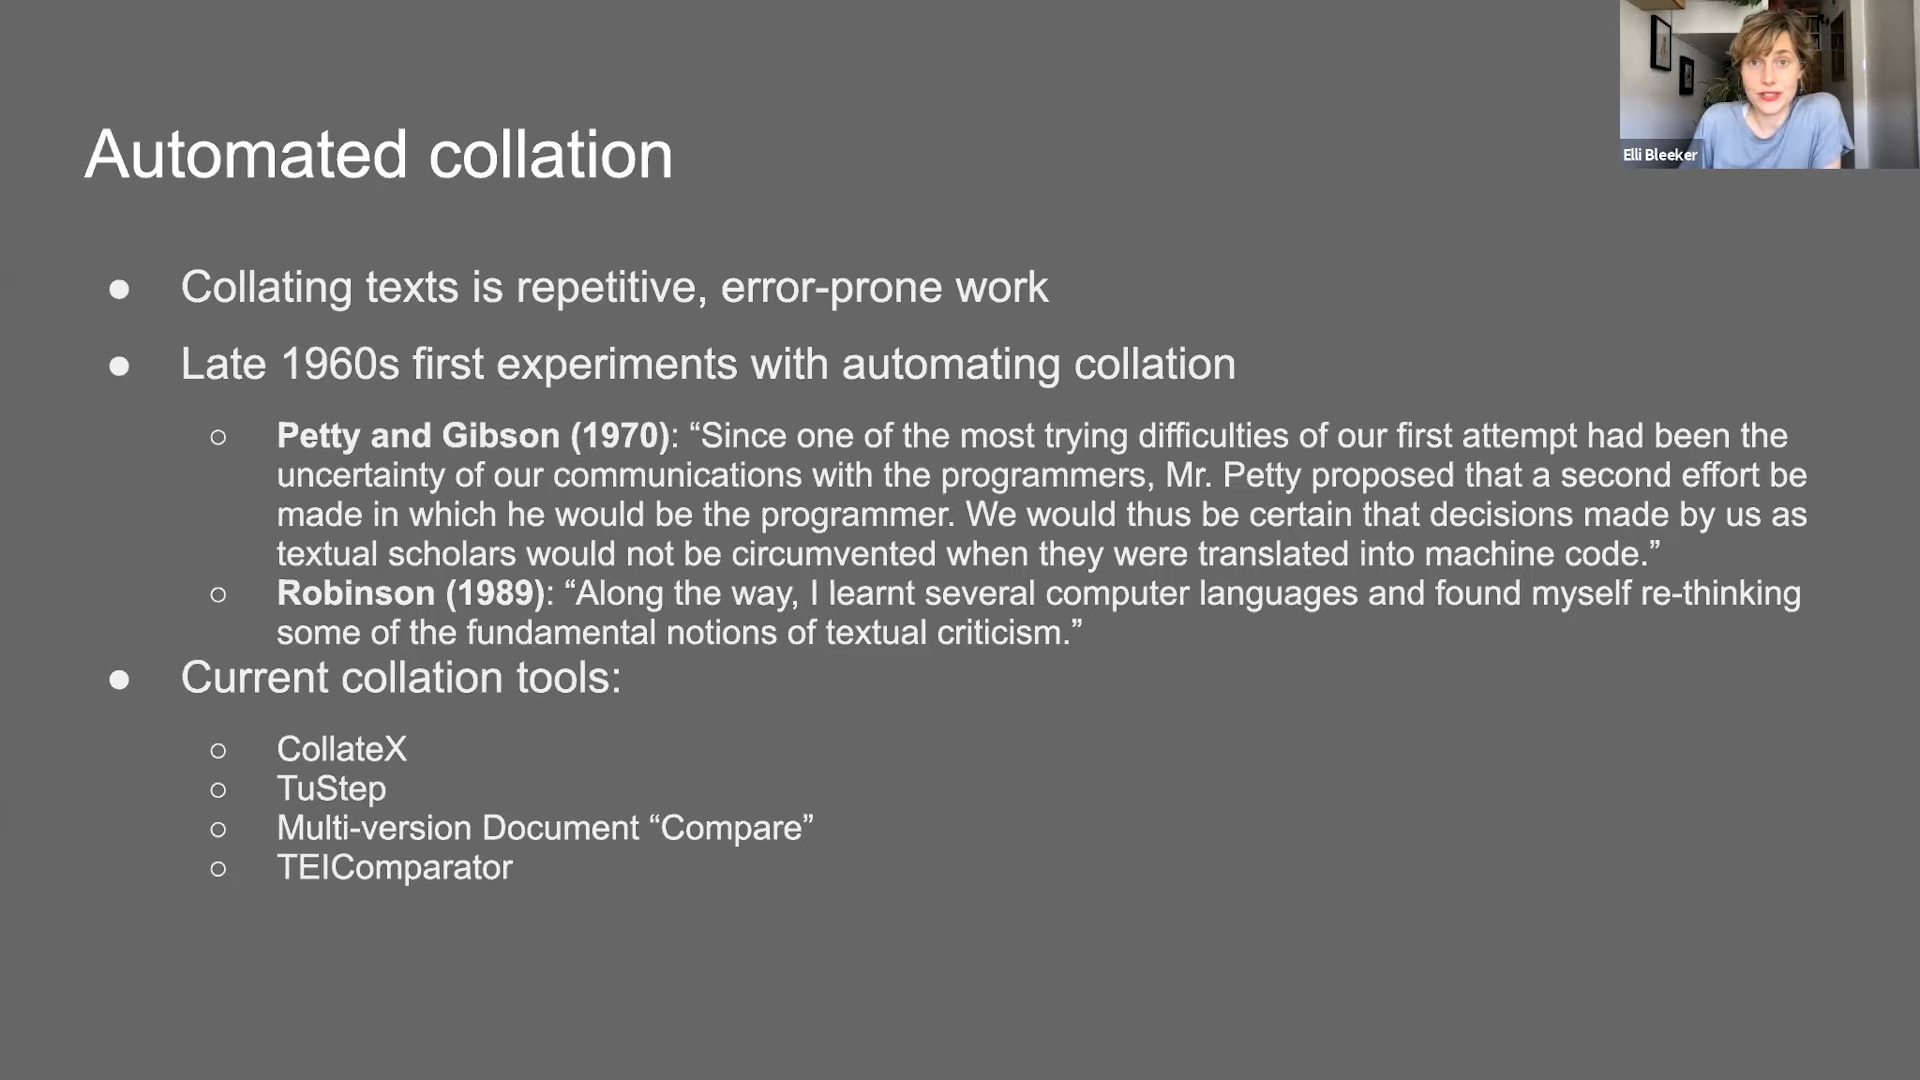 Automated collation
Elli Bleeker
● Collating texts is repetitive, error-prone work
● Late 1960s first experiments with automating collation
○ Petty and Gibson (1970): “Since one of the most trying difficulties of our first attempt had been the
uncertainty of our communications with the programmers, Mr. Petty proposed that a second effort be
made in which he would be the programmer. We would thus be certain that decisions made by us as
textual scholars would not be circumvented when they were translated into machine code.”
○ Robinson (1989): “Along the way, I learnt several computer languages and found myself re-thinking
some of the fundamental notions of textual criticism.”
● Current collation tools:
○ CollateX
○ TuStep
○ Multi-version Document “Compare”
○ TEIComparator